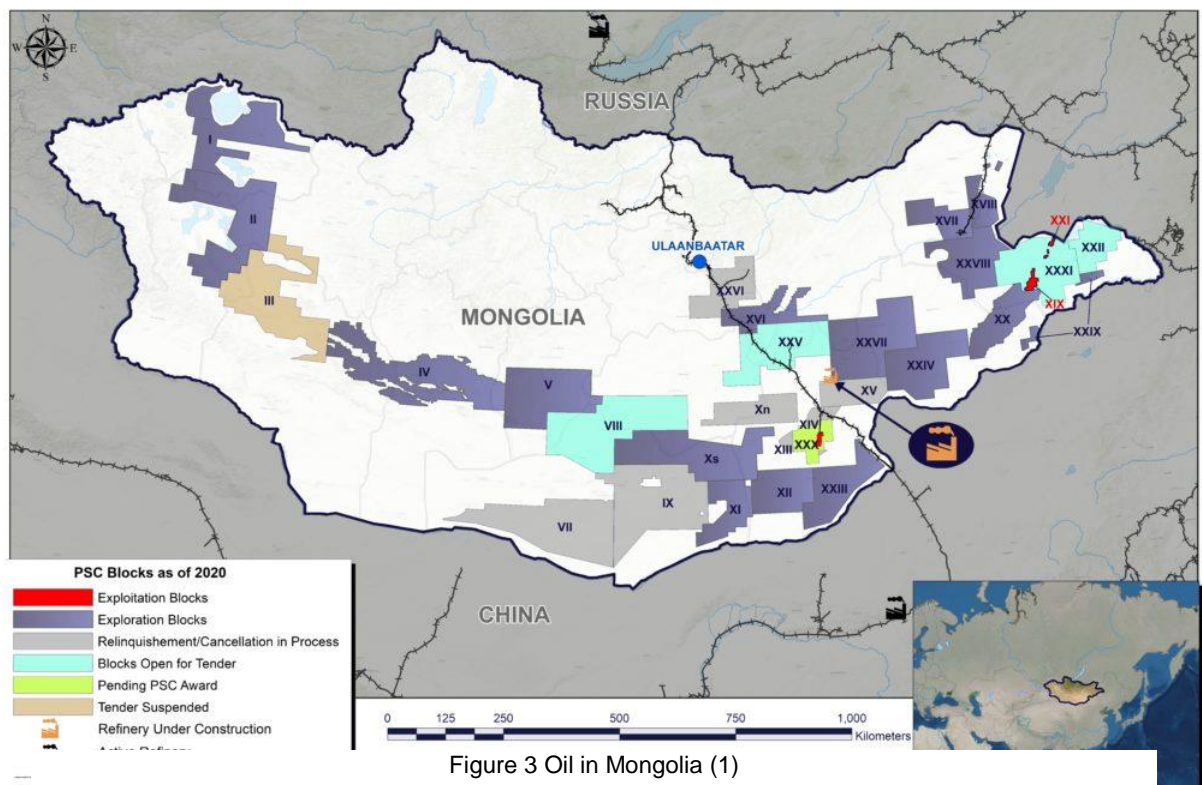 N
W
E
S
RUSSIA
I
II
III
ULAANBAATAR
MONGOLIA
XVII
XVIII
XXI
XXII
XXVIII
XXXI
XIX
XX
XXIX
XXVI
XVI
XXV
XXVII
XXIV
IV
V
VIII
Xn
XV
XIV
XIII
XXX
Xs
IX
VII
XI
XII
XXIII
CHINA
PSC Blocks as of 2020
Exploitation Blocks
Exploration Blocks
Relinquishement/Cancellation in Process
Blocks Open for Tender
Pending PSC Award
Tender Suspended
Refinery Under Construction
Active Refinery
0 125 250 500 750 1,000
Kilometers
Figure 3 Oil in Mongolia (1)